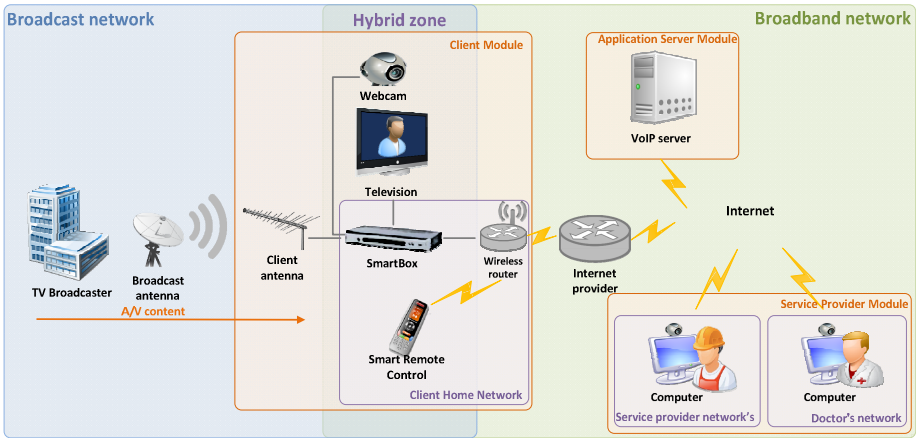 Broadcast network
Hybrid zone
Broadband network
Client Module
Application Server Module
Webcam
VoIP server
Television
Internet
Client
antenna
SmartBox
Wireless
router
Internet
provider
TV Broadcaster
Broadcast
antenna
A/V content
Smart Remote
Control
Client Home Network
Service Provider Module
Computer
Service provider network's
Computer
Doctor's network